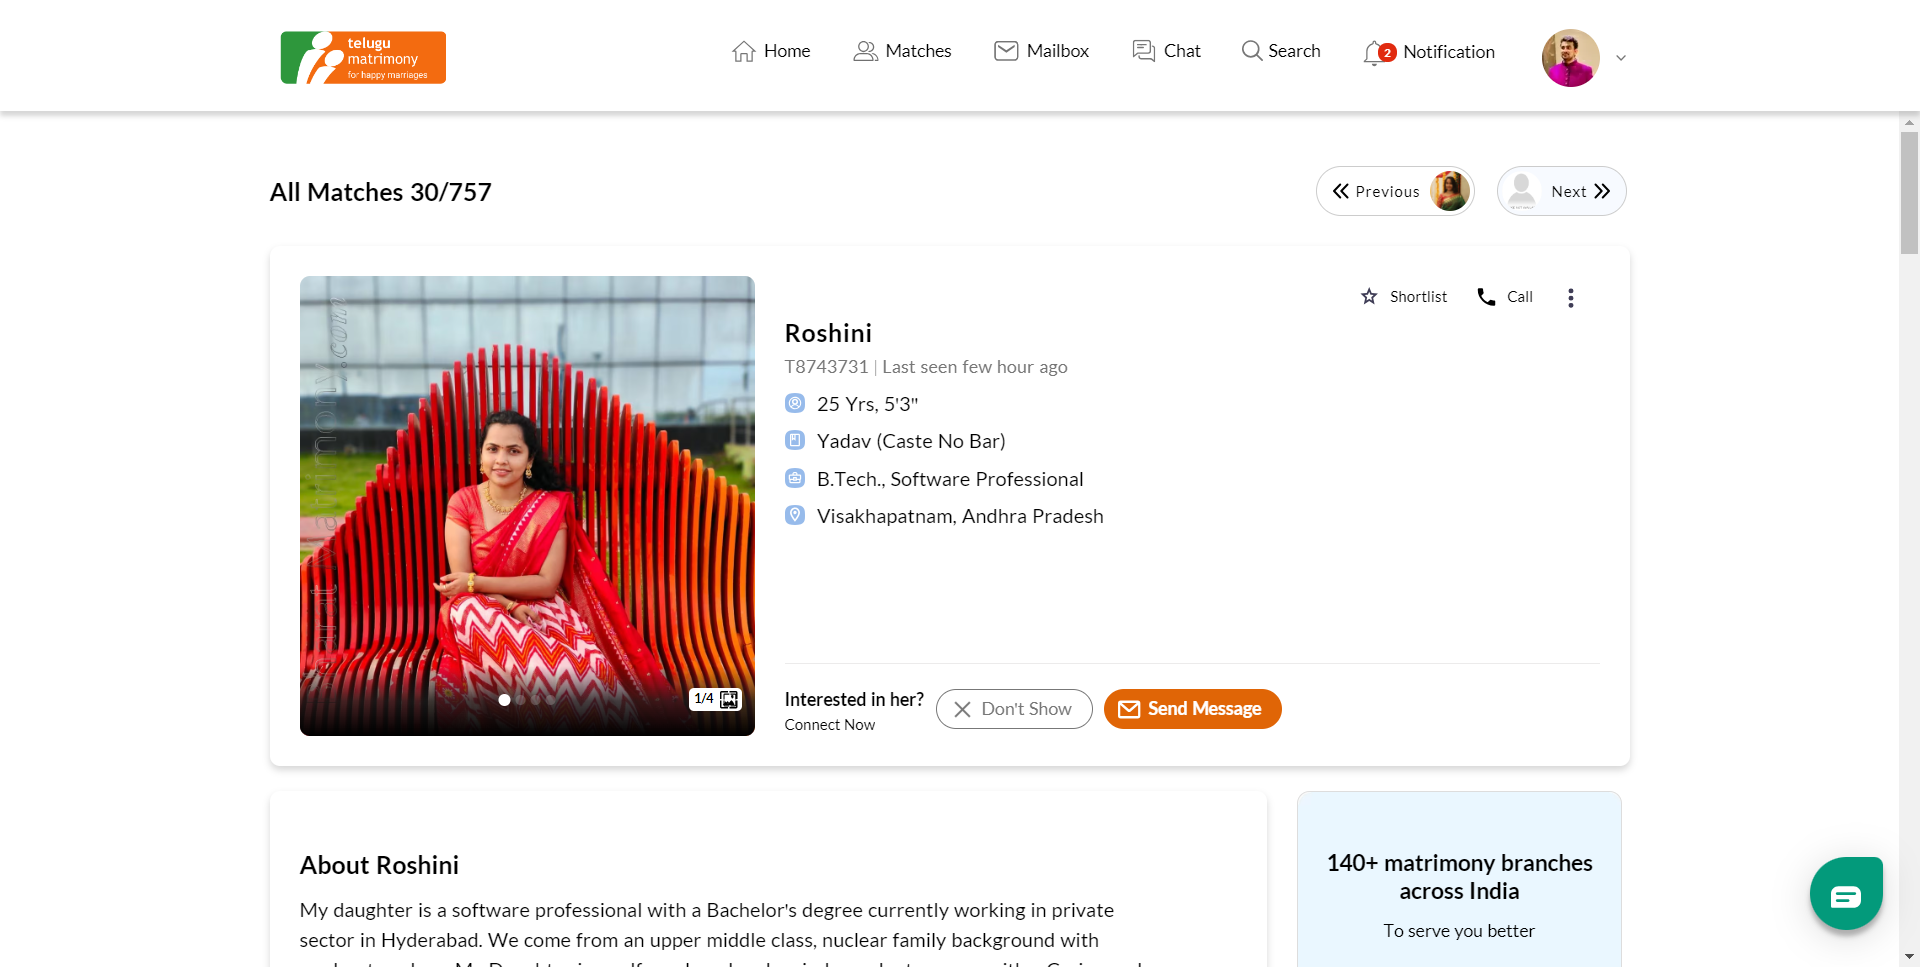 telugu
matrimony
for happy marriages
Home
Matches
Mailbox
Chat
Search
2
Notification
All Matches 30/757
Previous
Next
Shortlist
Call
Roshini
T8743731 | Last seen few hour ago
25 Yrs, 5'3"
Yadav (Caste No Bar)
B.Tech., Software Professional
Visakhapatnam, Andhra Pradesh
1/4
Interested in her?
Connect Now
Don't Show
Send Message
About Roshini
My daughter is a software professional with a Bachelor's degree currently working in private
sector in Hyderabad. We come from an upper middle class, nuclear family background with
140+ matrimony branches
across India
To serve you better